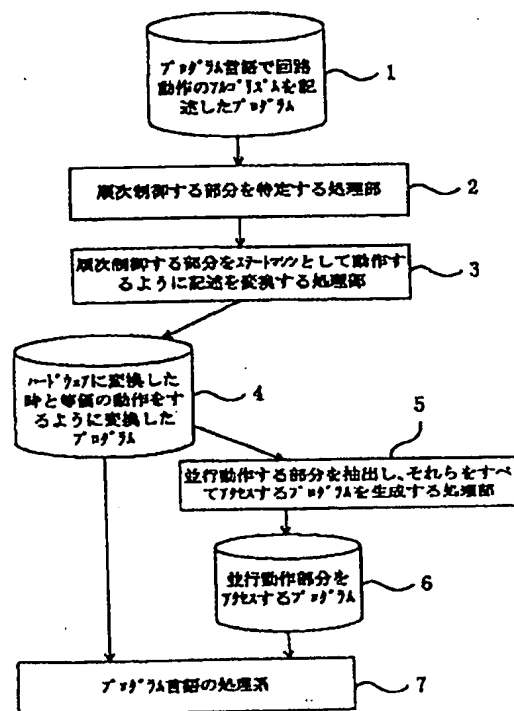 プログラム言語で回路
動作のアルゴリズムを記
述したプログラム
1
順次制御する部分を特定する処理部
2
順次制御する部分をステートマシンとして動作す
るように記述を変換する処理部
3
ハードウェアに変換した
時と等価の動作をす
るように変換した
プログラム
4
5
並行動作する部分を抽出し、それらをすべ
てアクセスするプログラムを生成する処理部
並行動作部分を
アクセスするプログラム
6
プログラム言語の処理系
7